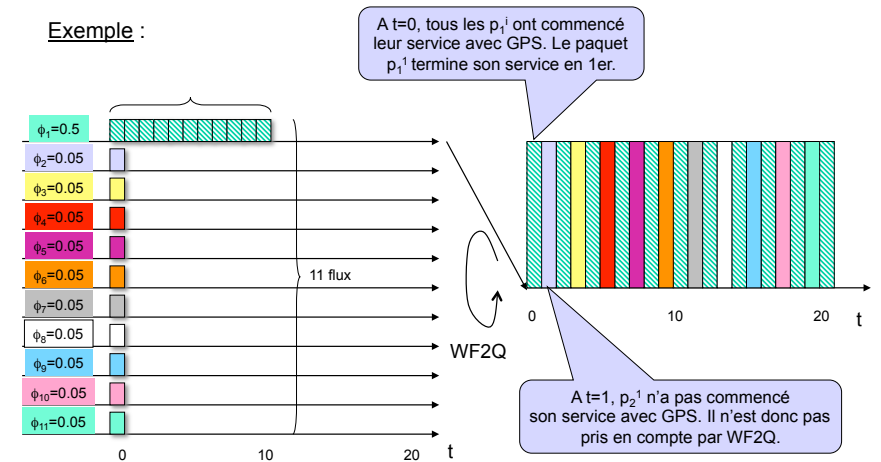 Exemple :
A t=0, tous les p₁ⁱ ont commencé
leur service avec GPS. Le paquet
p₁¹ termine son service en 1er.
ϕ₁=0.5
ϕ₂=0.05
ϕ₃=0.05
ϕ₄=0.05
ϕ₅=0.05
ϕ₆=0.05
ϕ₇=0.05
ϕ₈=0.05
ϕ₉=0.05
ϕ₁₀=0.05
ϕ₁₁=0.05
11 flux
0 10 20 t
WF2Q
0 10 20 t
A t=1, p₂¹ n’a pas commencé
son service avec GPS. Il n’est donc pas
pris en compte par WF2Q.